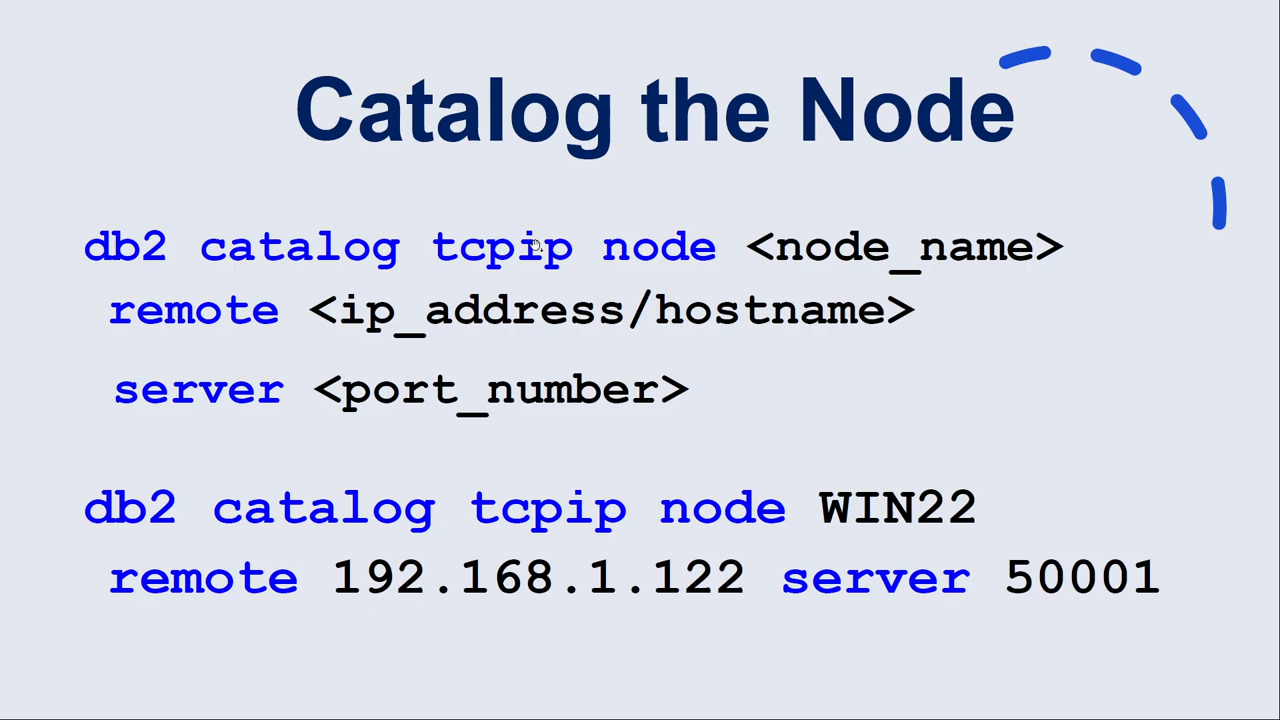 Catalog the Node
db2 catalog tcpip node <node_name>
remote <ip_address/hostname>
server <port_number>
db2 catalog tcpip node WIN22
remote 192.168.1.122 server 50001